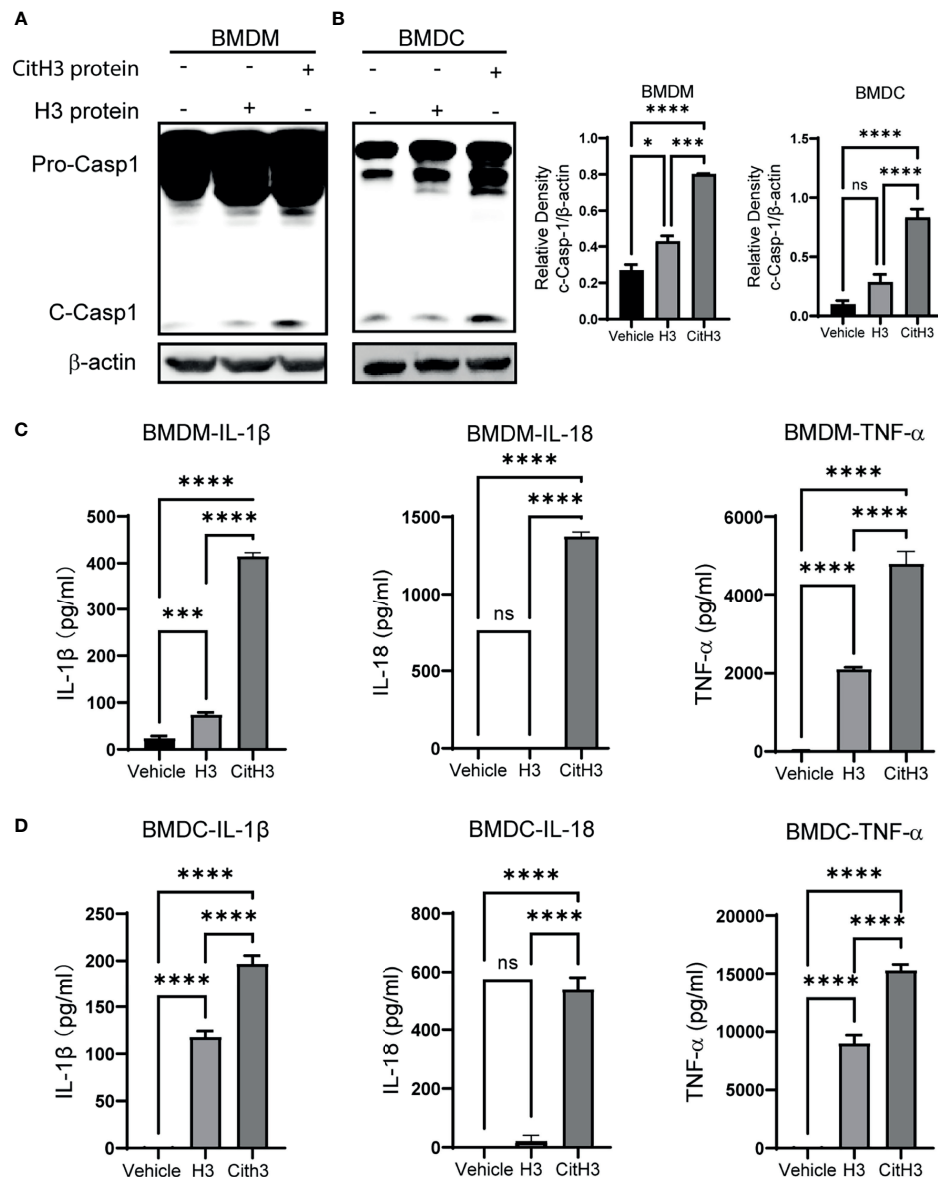 A
B
BMDM
BMDC
CitH3 protein - - +
- - +
H3 protein - + -
- + -
Pro-Casp1
C-Casp1
β-actin
BMDM
****
* ***
Relative Density
c-Casp-1/β-actin
0.8
0.6
0.4
0.2
0.0
Vehicle H3 CitH3
BMDC
****
ns ****
Relative Density
c-Casp-1/β-actin
1.5
1.0
0.5
0.0
Vehicle H3 CitH3
C
BMDM-IL-1β
****
****
***
IL-1β (pg/ml)
500
400
300
200
100
0
Vehicle H3 CitH3
BMDM-IL-18
****
****
ns
IL-18 (pg/ml)
1500
1000
500
0
Vehicle H3 CitH3
BMDM-TNF-α
****
****
****
TNF-α (pg/ml)
6000
4000
2000
0
Vehicle H3 CitH3
D
BMDC-IL-1β
****
****
****
IL-1β (pg/ml)
250
200
150
100
50
0
Vehicle H3 Cith3
BMDC-IL-18
****
****
ns
IL-18 (pg/ml)
800
600
400
200
0
Vehicle H3 CitH3
BMDC-TNF-α
****
****
****
TNF-α (pg/ml)
20000
15000
10000
5000
0
Vehicle H3 CitH3